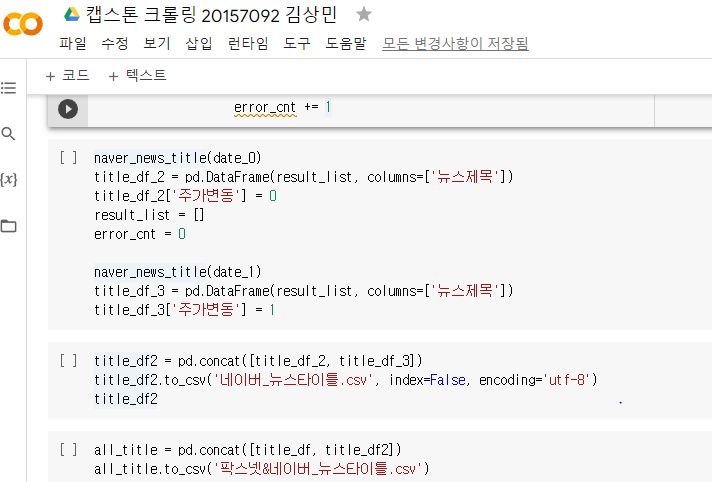 캡스톤 크롤링 20157092 김상민
파일 수정 보기 삽입 런타임 도구 도움말 모든 변경사항이 저장됨
+ 코드 + 텍스트
error_cnt += 1
{x}
[ ] naver_news_title(date_0)
title_df_2 = pd.DataFrame(result_list, columns=['뉴스제목'])
title_df_2['주가변동'] = 0
result_list = []
error_cnt = 0
naver_news_title(date_1)
title_df_3 = pd.DataFrame(result_list, columns=['뉴스제목'])
title_df_3['주가변동'] = 1
[ ] title_df2 = pd.concat([title_df_2, title_df_3])
title_df2.to_csv('네이버_뉴스타이틀.csv', index=False, encoding='utf-8')
title_df2
[ ] all_title = pd.concat([title_df, title_df2])
all_title.to_csv('팍스넷&네이버_뉴스타이틀.csv')